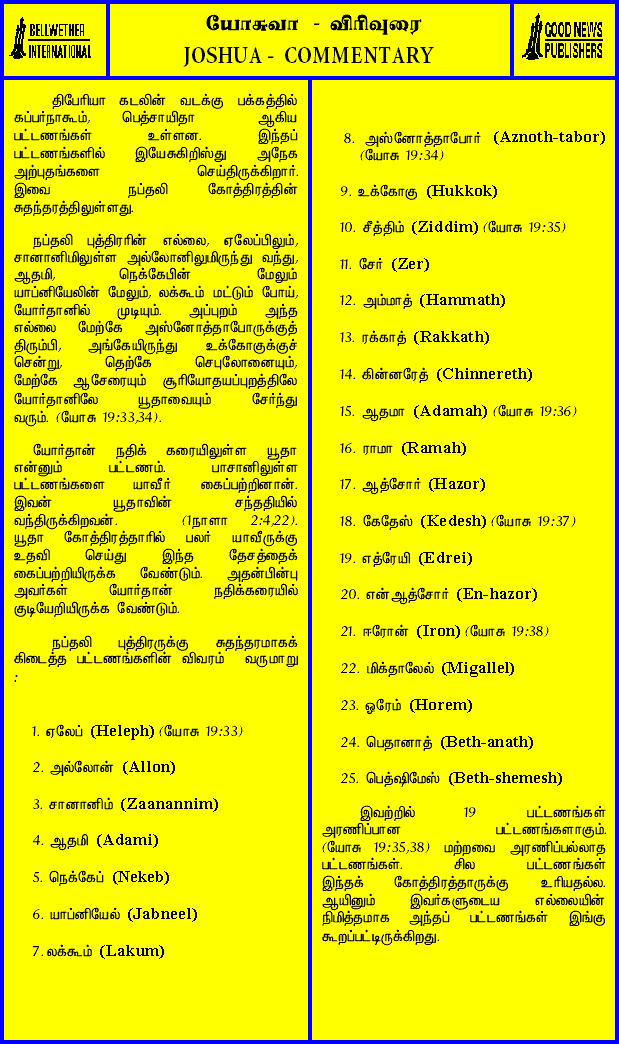 BELLWETHER
INTERNATIONAL
யோசுவா - விரிவுரை
JOSHUA - COMMENTARY
GOOD NEWS
PUBLISHERS
திபேரியா கடலின் வடக்கு பக்கத்தில்
கப்பர்நாகூம், பெத்சாயிதா ஆகிய
பட்டணங்கள் உள்ளன. இந்தப்
பட்டணங்களில் இயேசுகிறிஸ்து அநேக
அற்புதங்களை செய்திருக்கிறார்.
இவை நப்தலி கோத்திரத்தின்
சுதந்தரத்திலுள்ளது.
நப்தலி புத்திரரின் எல்லை, ஏலேப்பிலும்,
சானானிமிலுள்ள அல்லோனிலுமிருந்து வந்து,
ஆதமி, நெக்கேபின் மேலும்
யாப்னியேலின் மேலும், லக்கூம் மட்டும் போய்,
யோர்தானில் முடியும். அப்புறம் அந்த
எல்லை மேற்கே அஸ்னோத்தாபோருக்குத்
திரும்பி, அங்கேயிருந்து உக்கோகுக்குச்
சென்று, தெற்கே செபுலோனையும்,
மேற்கே ஆசேரையும் சூரியோதயப்புறத்திலே
யோர்தானிலே யூதாவையும் சேர்ந்து
வரும். (யோசு 19:33,34).
யோர்தான் நதிக் கரையிலுள்ள யூதா
என்னும் பட்டணம். பாசானிலுள்ள
பட்டணங்களை யாவீர் கைப்பற்றினான்.
இவன் யூதாவின் சந்ததியில்
வந்திருக்கிறவன். (1நாளா 2:4,22).
யூதா கோத்திரத்தாரில் பலர் யாவீருக்கு
உதவி செய்து இந்த தேசத்தைக்
கைப்பற்றியிருக்க வேண்டும். அதன்பின்பு
அவர்கள் யோர்தான் நதிக்கரையில்
குடியேறியிருக்க வேண்டும்.
நப்தலி புத்திரருக்கு சுதந்தரமாகக்
கிடைத்த பட்டணங்களின் விவரம் வருமாறு
:
1. ஏலேப் (Heleph) (யோசு 19:33)
2. அல்லோன் (Allon)
3. சானானிம் (Zaanannim)
4. ஆதமி (Adami)
5. நெக்கேப் (Nekeb)
6. யாப்னியேல் (Jabneel)
7. லக்கூம் (Lakum)
8. அஸ்னோத்தாபோர் (Aznoth-tabor)
(யோசு 19:34)
9. உக்கோகு (Hukkok)
10. சீத்திம் (Ziddim) (யோசு 19:35)
11. சேர் (Zer)
12. அம்மாத் (Hammath)
13. ரக்காத் (Rakkath)
14. கின்னரேத் (Chinnereth)
15. ஆதமா (Adamah) (யோசு 19:36)
16. ராமா (Ramah)
17. ஆத்சோர் (Hazor)
18. கேதேஸ் (Kedesh) (யோசு 19:37)
19. எத்ரேயி (Edrei)
20. என்ஆத்சோர் (En-hazor)
21. ஈரோன் (Iron) (யோசு 19:38)
22. மிக்தாலேல் (Migallel)
23. ஓரேம் (Horem)
24. பெதானாத் (Beth-anath)
25. பெத்ஷிமேஸ் (Beth-shemesh)
இவற்றில் 19 பட்டணங்கள்
அரணிப்பான பட்டணங்களாகும்.
(யோசு 19:35,38) மற்றவை அரணிப்பல்லாத
பட்டணங்கள். சில பட்டணங்கள்
இந்தக் கோத்திரத்தாருக்கு உரியதல்ல.
ஆயினும் இவர்களுடைய எல்லையின்
நிமித்தமாக அந்தப் பட்டணங்கள் இங்கு
கூறப்பட்டிருக்கிறது.